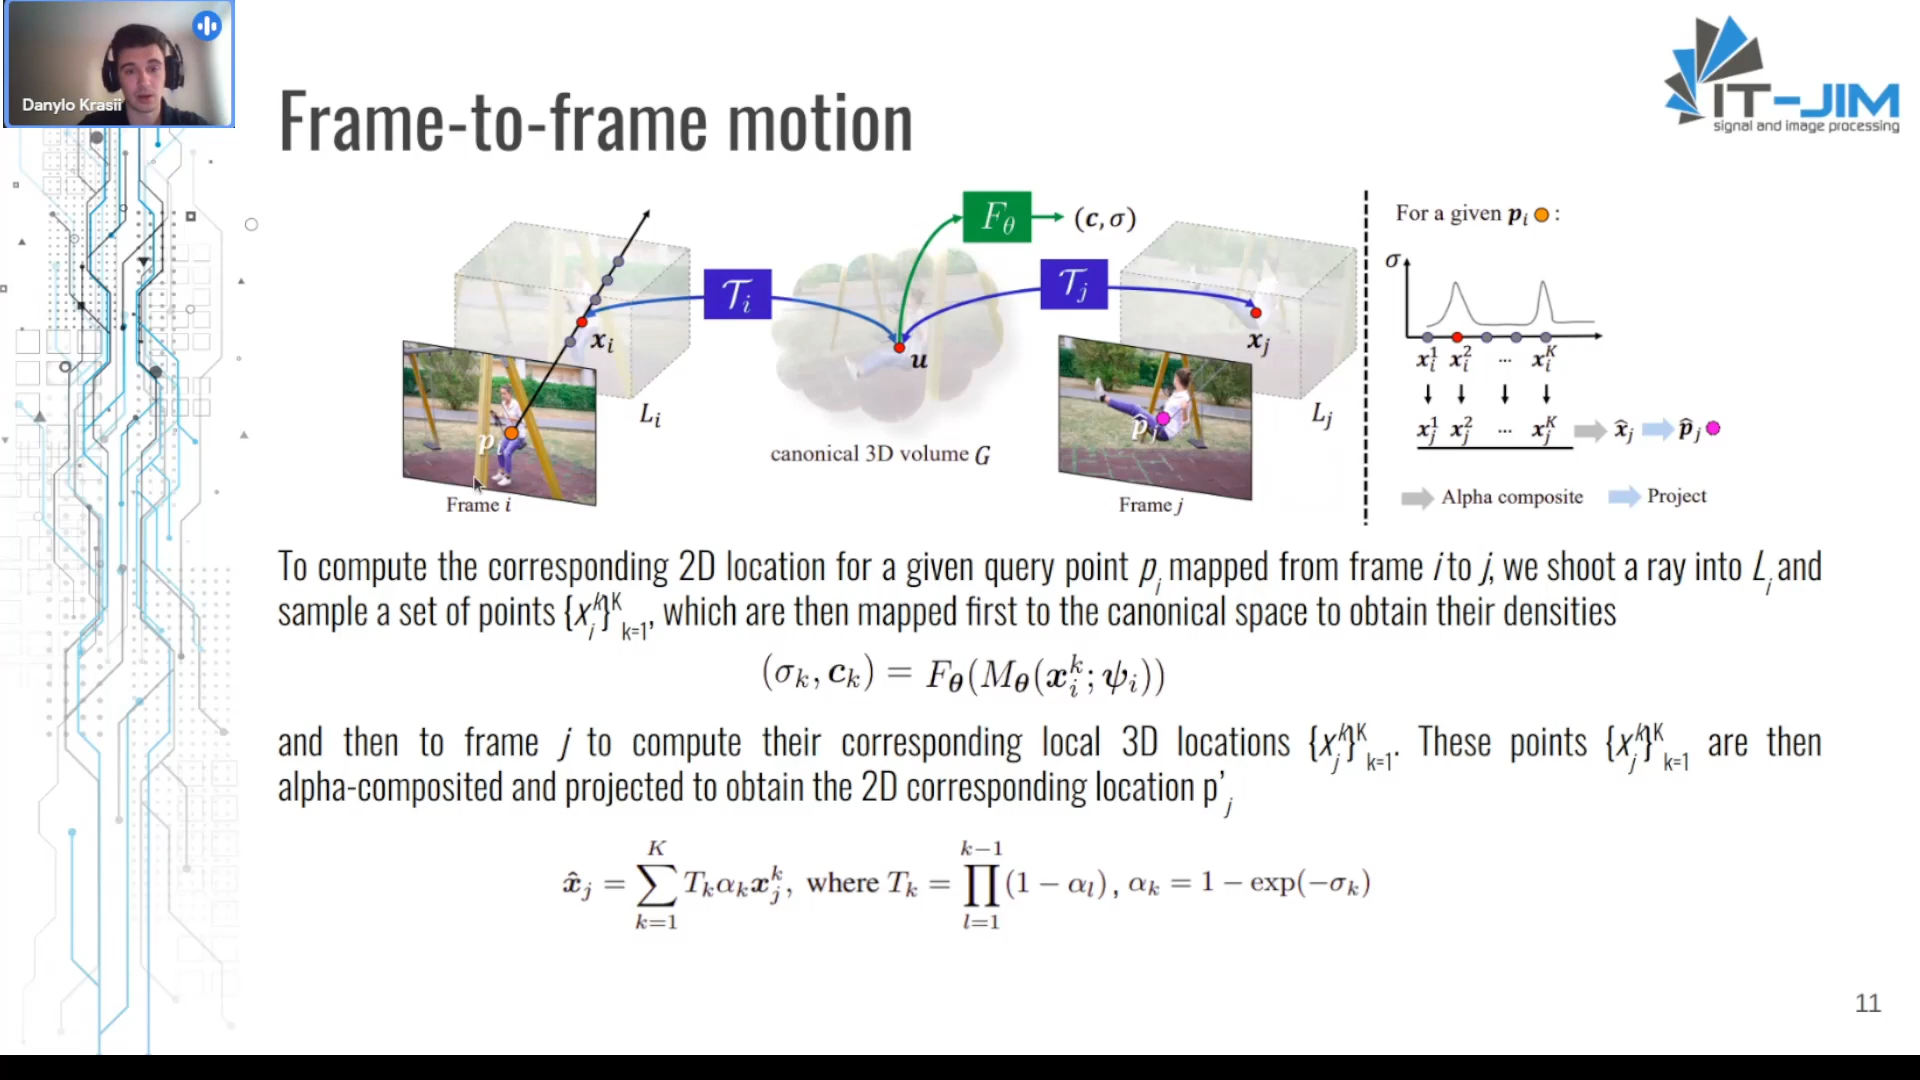 Danylo Krasii
IT-JIM
signal and image processing
Frame-to-frame motion
F_θ (c, σ)
T_i
T_j
x_i
u
x_j
L_i
L_j
p_i
p̂_j
canonical 3D volume G
Frame i
Frame j
For a given p_i :
σ
x_i^1 x_i^2 ... x_i^K
x_j^1 x_j^2 ... x_j^K x̂_j p̂_j
Alpha composite Project
To compute the corresponding 2D location for a given query point p_i mapped from frame i to j, we shoot a ray into L_i and
sample a set of points {x_i^k}^K_{k=1}, which are then mapped first to the canonical space to obtain their densities
(σ_k, c_k) = F_θ(M_θ(x_i^k; ψ_i))
and then to frame j to compute their corresponding local 3D locations {x_j^k}^K_{k=1}. These points {x_j^k}^K_{k=1} are then
alpha-composited and projected to obtain the 2D corresponding location p'_j
x̂_j = ∑_{k=1}^{K} T_k α_k x_j^k, where T_k = ∏_{l=1}^{k−1} (1 − α_l), α_k = 1 − exp(−σ_k)
11